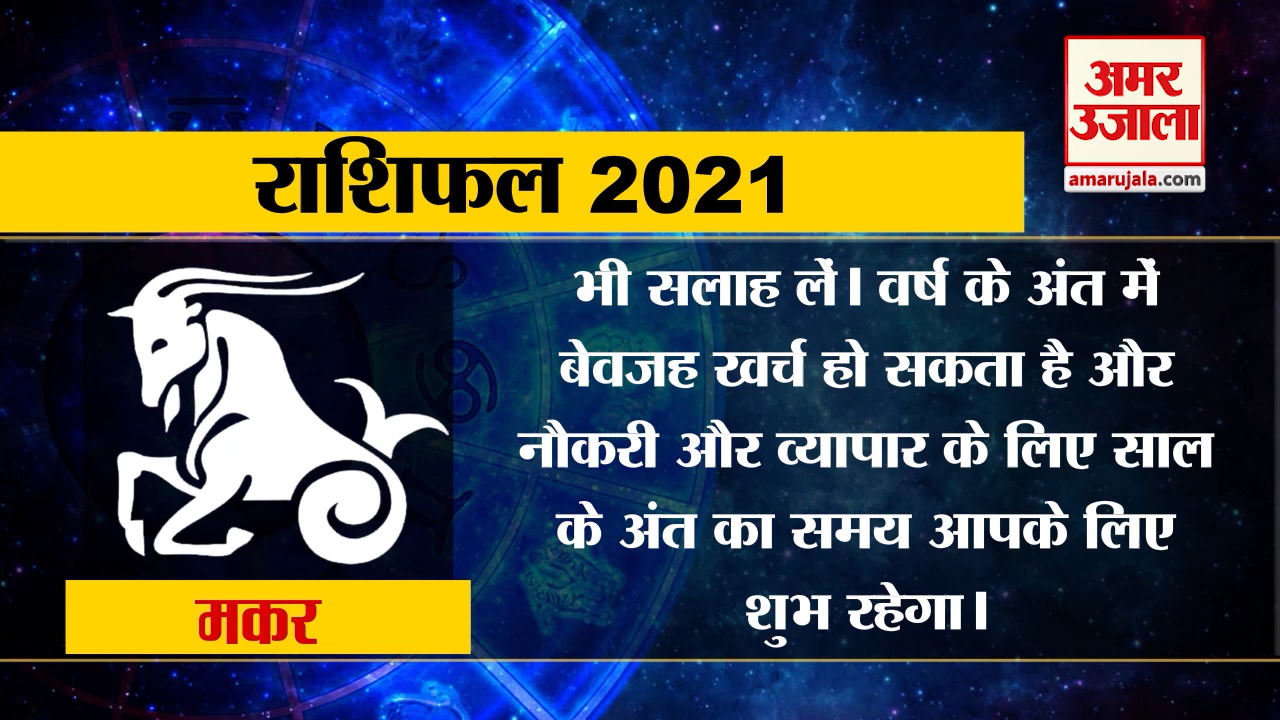 अमर
उजाला
amarujala.com
राशिफल 2021
भी सलाह लें। वर्ष के अंत में
बेवजह खर्च हो सकता है और
नौकरी और व्यापार के लिए साल
के अंत का समय आपके लिए
शुभ रहेगा।
मकर